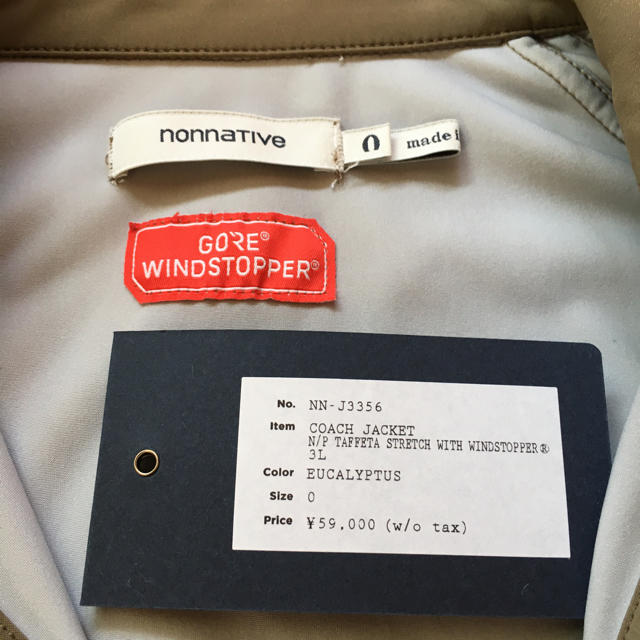 nonnative
0 made i
GORE®
WINDSTOPPER®
No. NN-J3356
Item COACH JACKET
N/P TAFFETA STRETCH WITH WINDSTOPPER®
3L
Color EUCALYPTUS
Size 0
Price ¥59,000 (w/o tax)